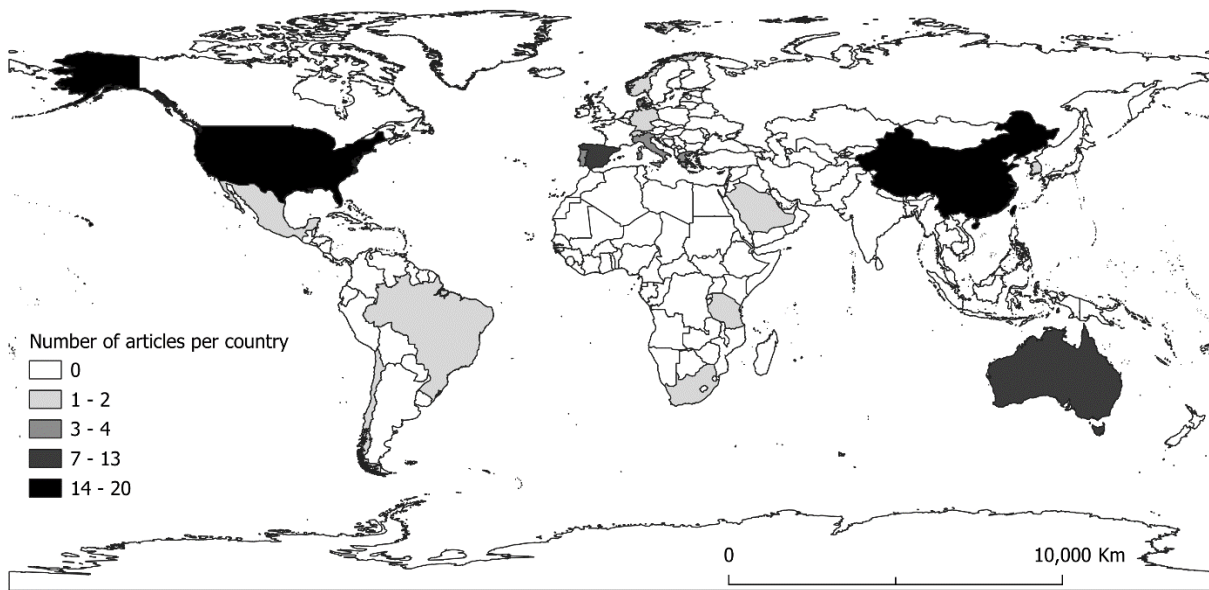 Number of articles per country
0
1 - 2
3 - 4
7 - 13
14 - 20
0 10,000 Km